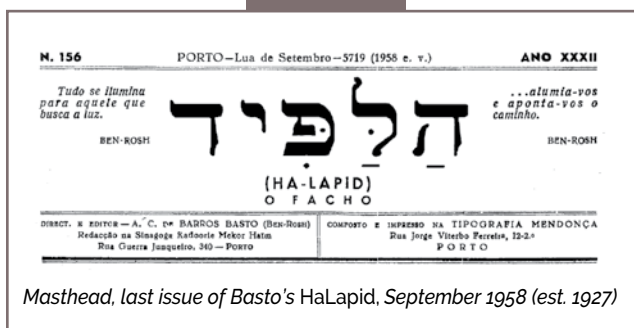 N. 156 PORTO—Lua de Setembro—5719 (1958 e. v.) ANO XXXII
Tudo se ilumina
para aquele que
busca a luz.
BEN-ROSH
הַלַּפִּיד
...alumia-vos
e aponta-vos o
caminho.
BEN-ROSH
(HA-LAPID)
O FACHO
DIRECT. E EDITOR — A. C. DE BARROS BASTO (BEN-ROSH)
Redacção na Sinagoga Kadoorie Mekor Haim
Rua Guerra Junqueiro, 340 — PORTO
COMPOSTO E IMPRESSO NA TIPOGRAFIA MENDONÇA
Rua Jorge Viterbo Ferreira, 12-2.º
PORTO
Masthead, last issue of Basto's HaLapid, September 1958 (est. 1927)